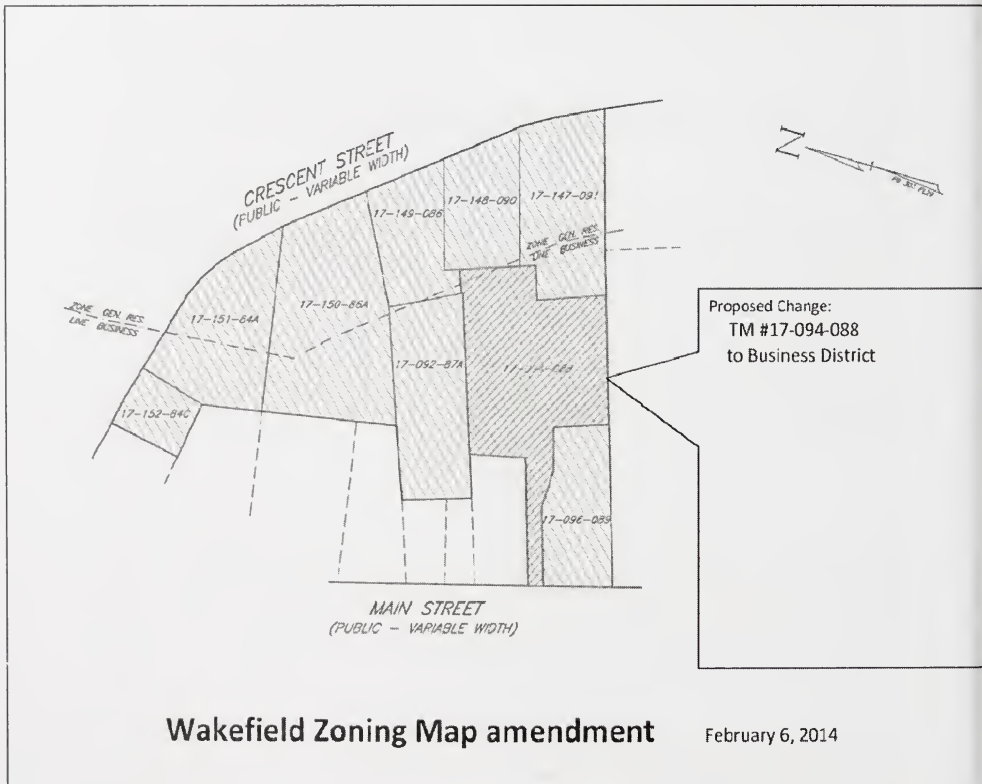 CRESCENT STREET
(PUBLIC - VARIABLE WIDTH)
17-149-086
17-148-090
17-147-091
ZONE GEN. RES.
LINE BUSINESS
N
17-151-84A
17-150-86A
ZONE GEN. RES.
LINE BUSINESS
17-092-87A
17-152-84C
17-096-089
Proposed Change:
TM #17-094-088
to Business District
MAIN STREET
(PUBLIC - VARIABLE WIDTH)
Wakefield Zoning Map amendment
February 6, 2014